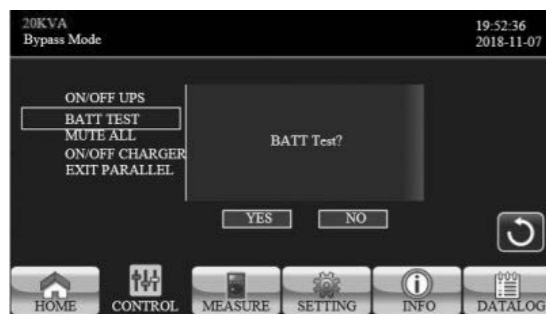 20KVA
Bypass Mode
19:52:36
2018-11-07
ON/OFF UPS
BATT TEST
MUTE ALL
ON/OFF CHARGER
EXIT PARALLEL
BATT Test?
YES
NO
HOME
CONTROL
MEASURE
SETTING
INFO
DATALOG